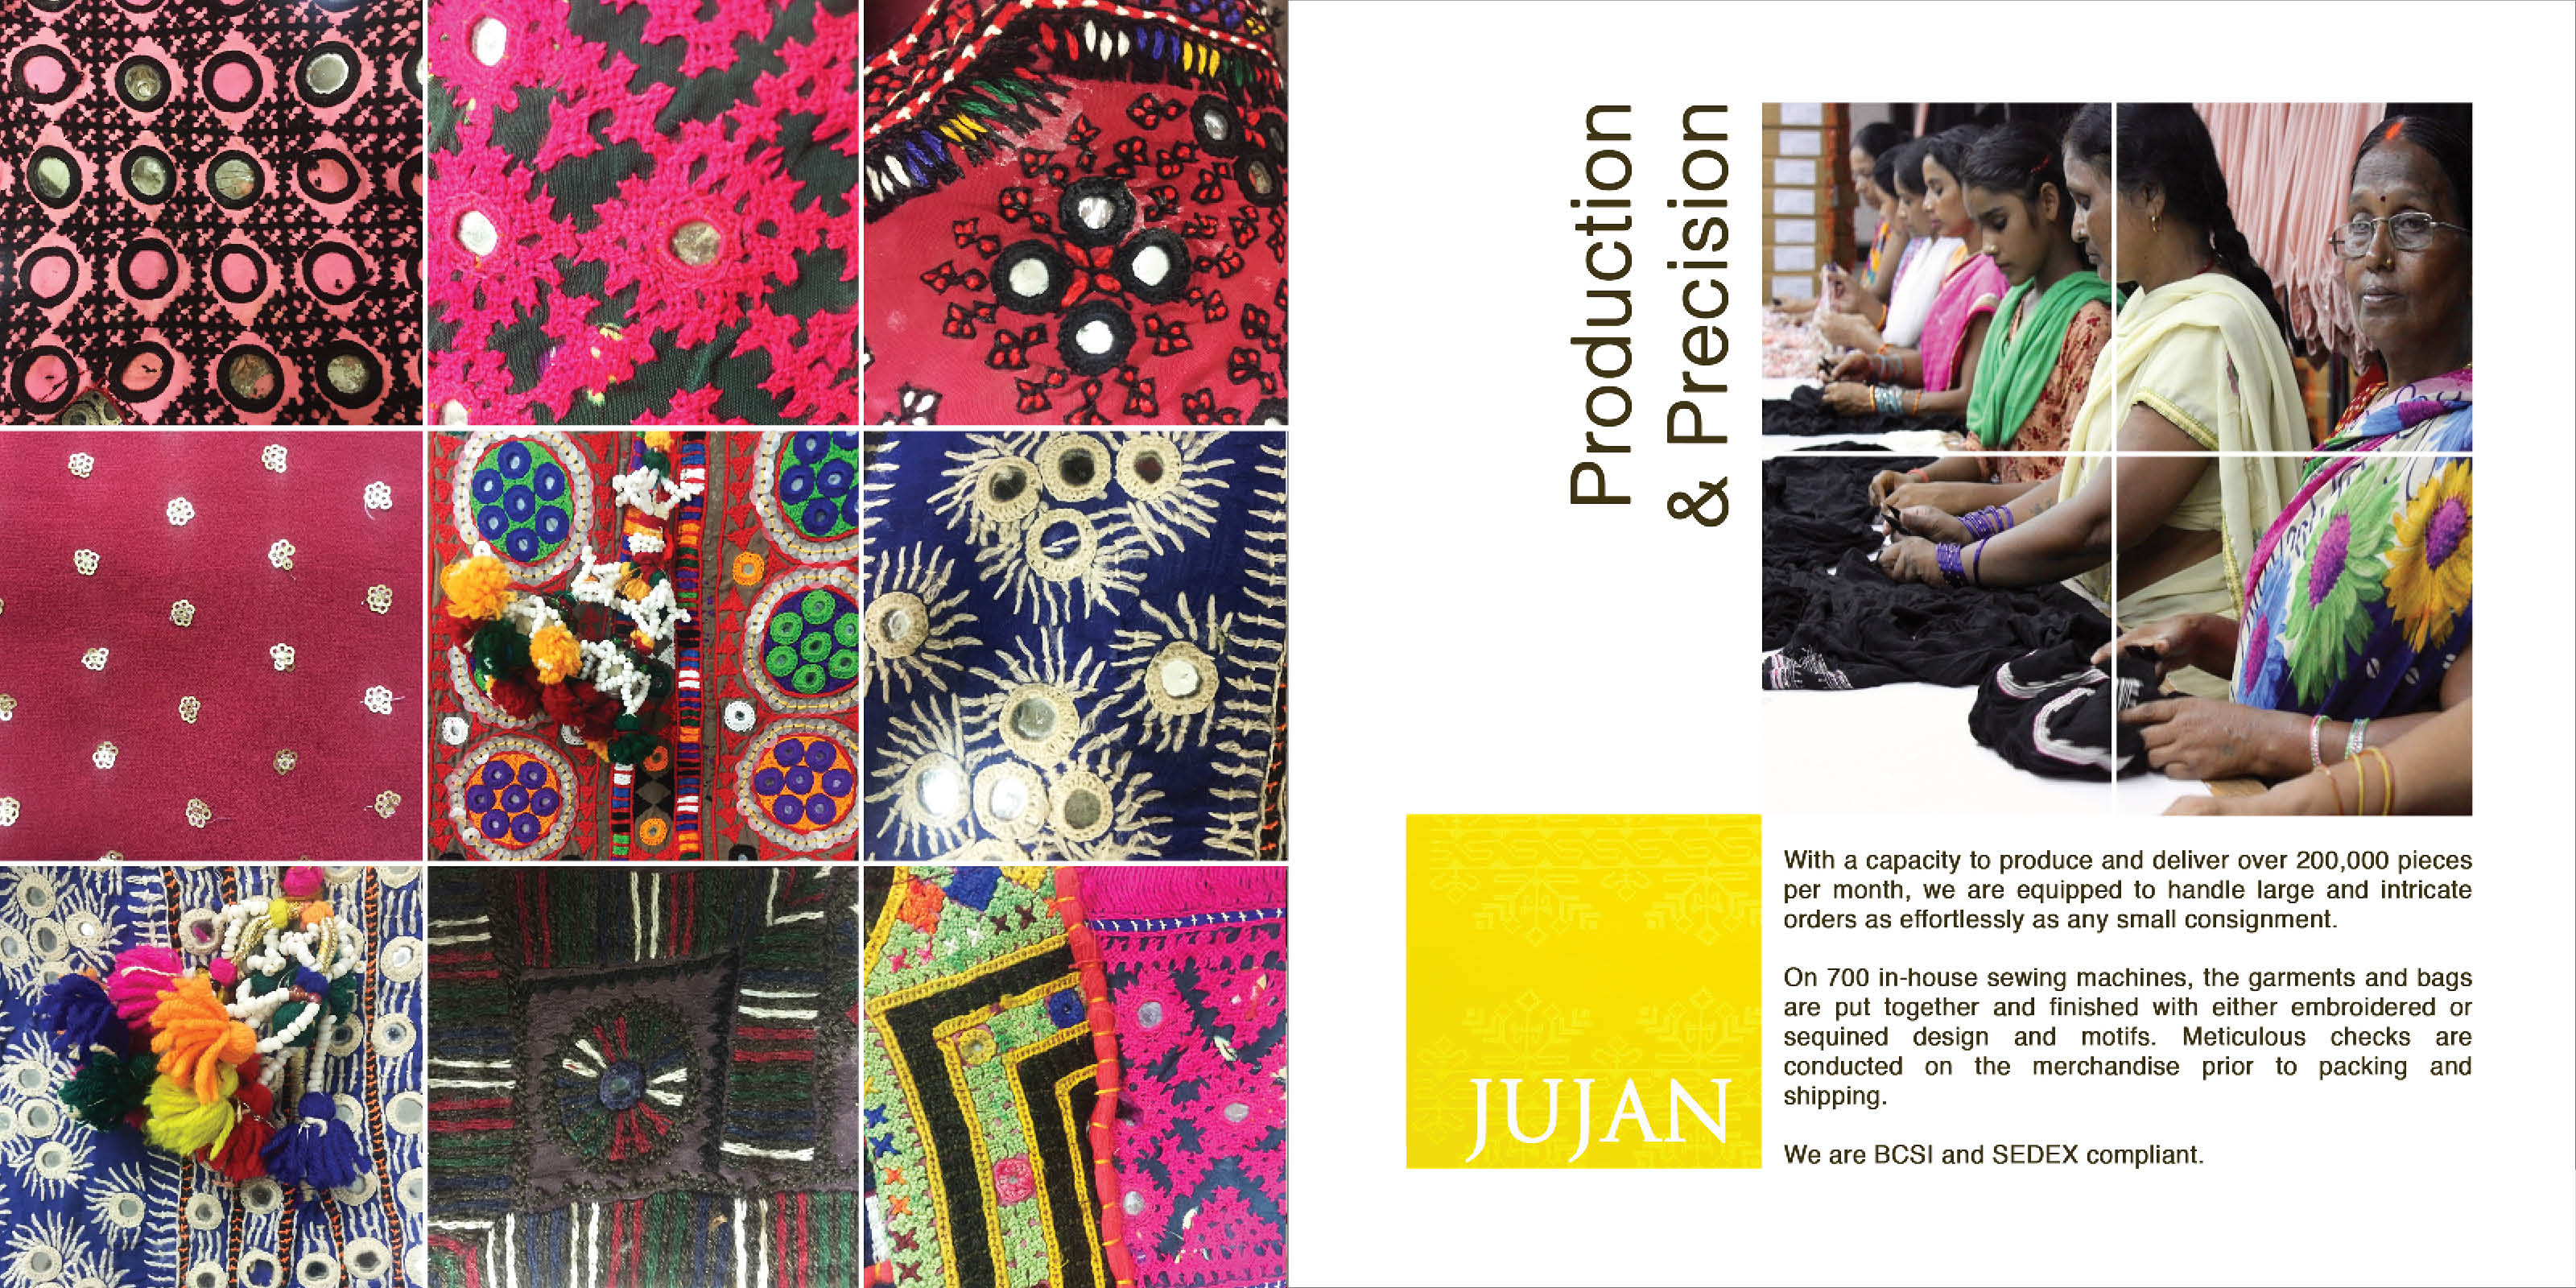 Production
& Precision
With a capacity to produce and deliver over 200,000 pieces
per month, we are equipped to handle large and intricate
orders as effortlessly as any small consignment.
On 700 in-house sewing machines, the garments and bags
are put together and finished with either embroidered or
sequined design and motifs. Meticulous checks are
conducted on the merchandise prior to packing and
shipping.
We are BCSI and SEDEX compliant.
JUJAN